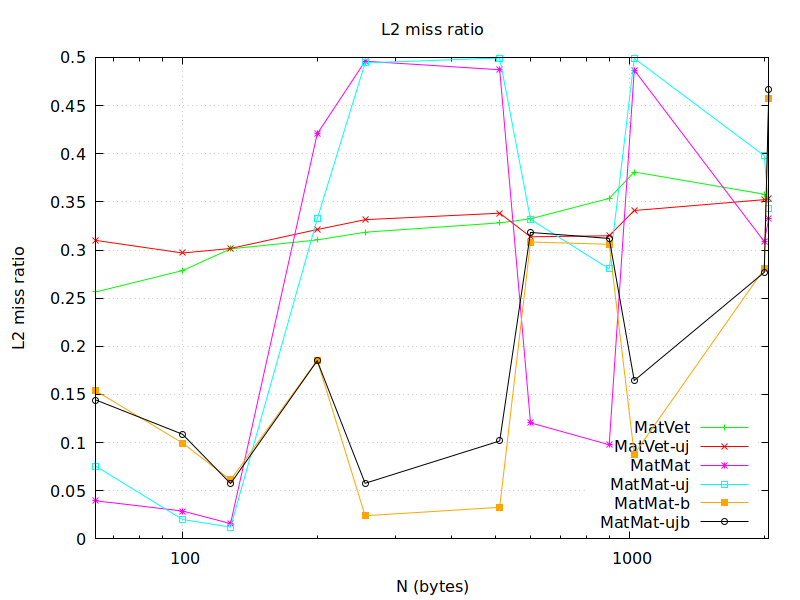 L2 miss ratio
0.5
0.45
0.4
0.35
0.3
0.25
0.2
0.15
0.1
0.05
0
L2 miss ratio
100
1000
N (bytes)
MatVet
MatVet-uj
MatMat
MatMat-uj
MatMat-b
MatMat-ujb